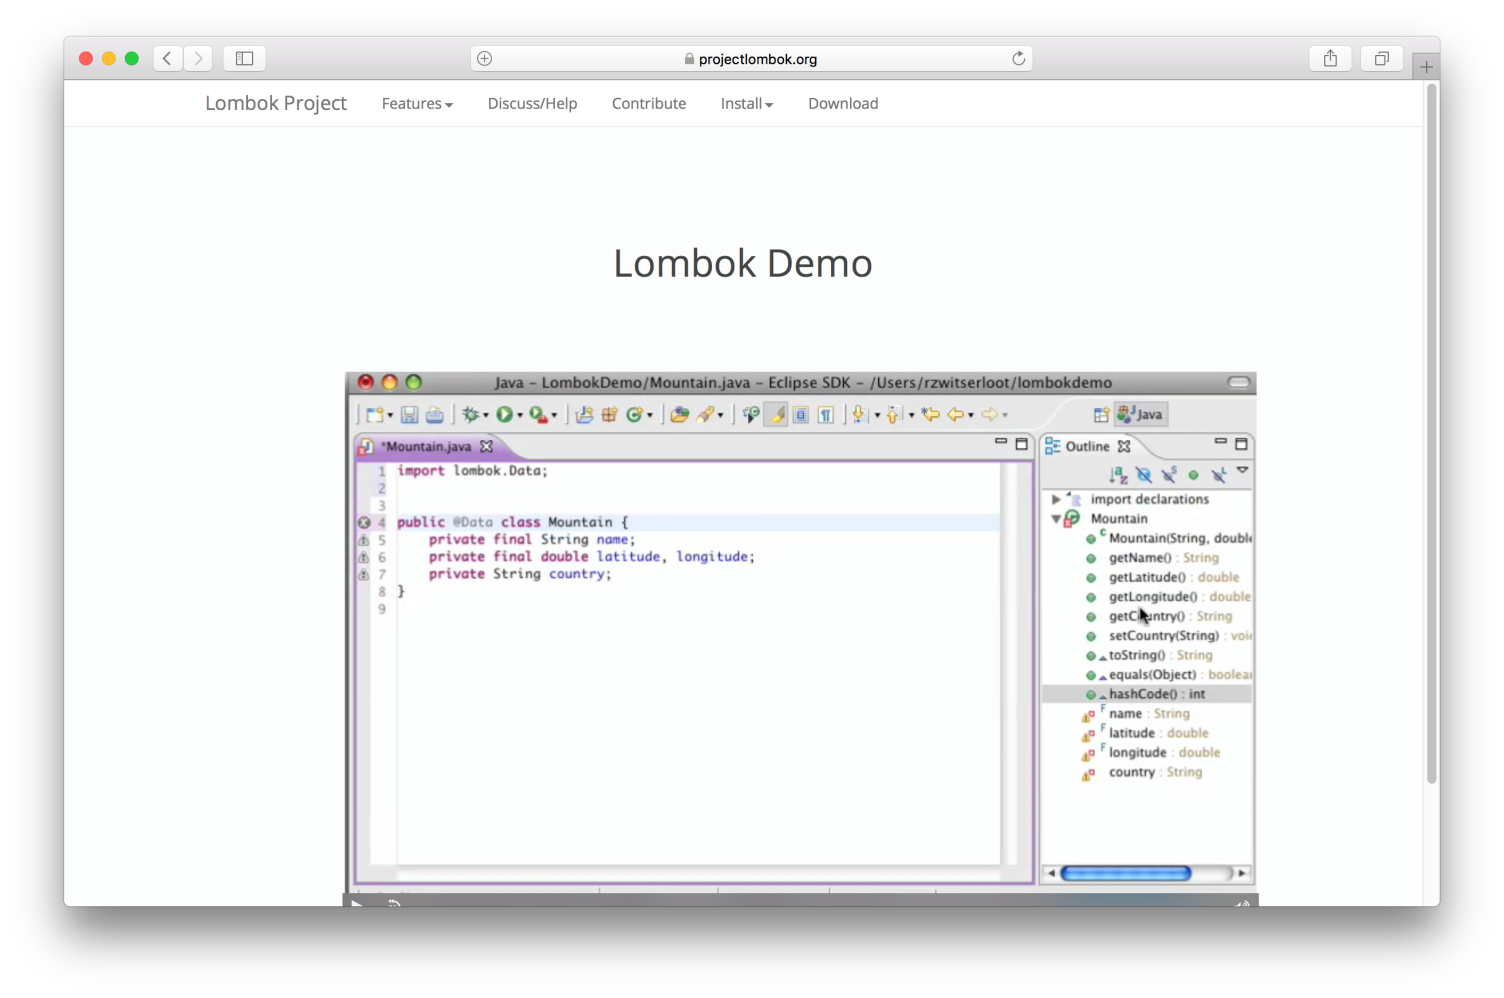 projectlombok.org
Lombok Project Features Discuss/Help Contribute Install Download
Lombok Demo
Java – LombokDemo/Mountain.java – Eclipse SDK – /Users/rzwitserloot/lombokdemo
Java
*Mountain.java
1 import lombok.Data;
2
3
4 public @Data class Mountain {
5 private final String name;
6 private final double latitude, longitude;
7 private String country;
8 }
9
Outline
import declarations
Mountain
Mountain(String, double
getName() : String
getLatitude() : double
getLongitude() : double
getCountry() : String
setCountry(String) : voi
toString() : String
equals(Object) : boolea
hashCode() : int
name : String
latitude : double
longitude : double
country : String